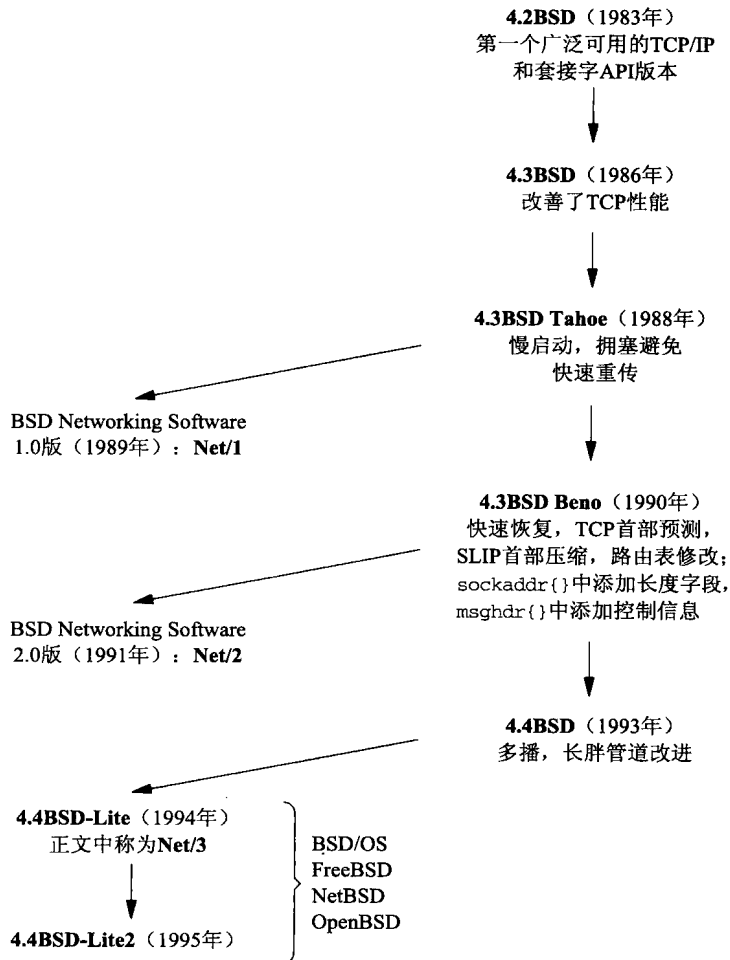 4.2BSD（1983年）
第一个广泛可用的TCP/IP
和套接字API版本
4.3BSD（1986年）
改善了TCP性能
4.3BSD Tahoe（1988年）
慢启动，拥塞避免
快速重传
BSD Networking Software
1.0版（1989年）：Net/1
4.3BSD Beno（1990年）
快速恢复，TCP首部预测，
SLIP首部压缩，路由表修改；
sockaddr{}中添加长度字段，
msghdr{}中添加控制信息
BSD Networking Software
2.0版（1991年）：Net/2
4.4BSD（1993年）
多播，长胖管道改进
4.4BSD-Lite（1994年）
正文中称为Net/3
BSD/OS
FreeBSD
NetBSD
OpenBSD
4.4BSD-Lite2（1995年）